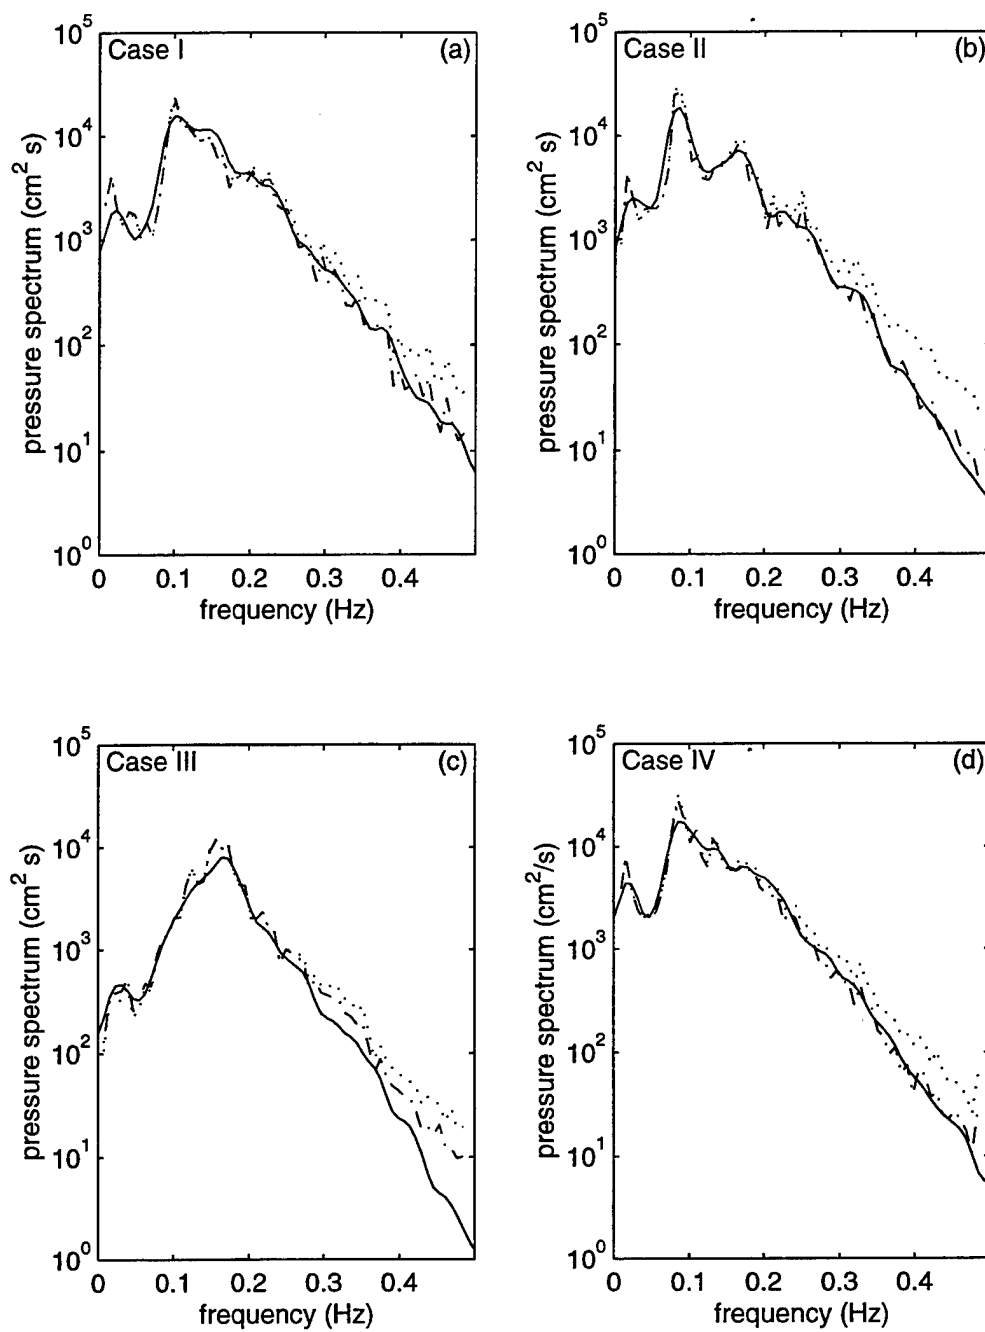 Case I (a)
10^5
10^4
10^3
10^2
10^1
10^0
pressure spectrum (cm^2 s)
0 0.1 0.2 0.3 0.4
frequency (Hz)
Case II (b)
10^5
10^4
10^3
10^2
10^1
10^0
pressure spectrum (cm^2 s)
0 0.1 0.2 0.3 0.4
frequency (Hz)
Case III (c)
10^5
10^4
10^3
10^2
10^1
10^0
pressure spectrum (cm^2 s)
0 0.1 0.2 0.3 0.4
frequency (Hz)
Case IV (d)
10^5
10^4
10^3
10^2
10^1
10^0
pressure spectrum (cm^2/s)
0 0.1 0.2 0.3 0.4
frequency (Hz)